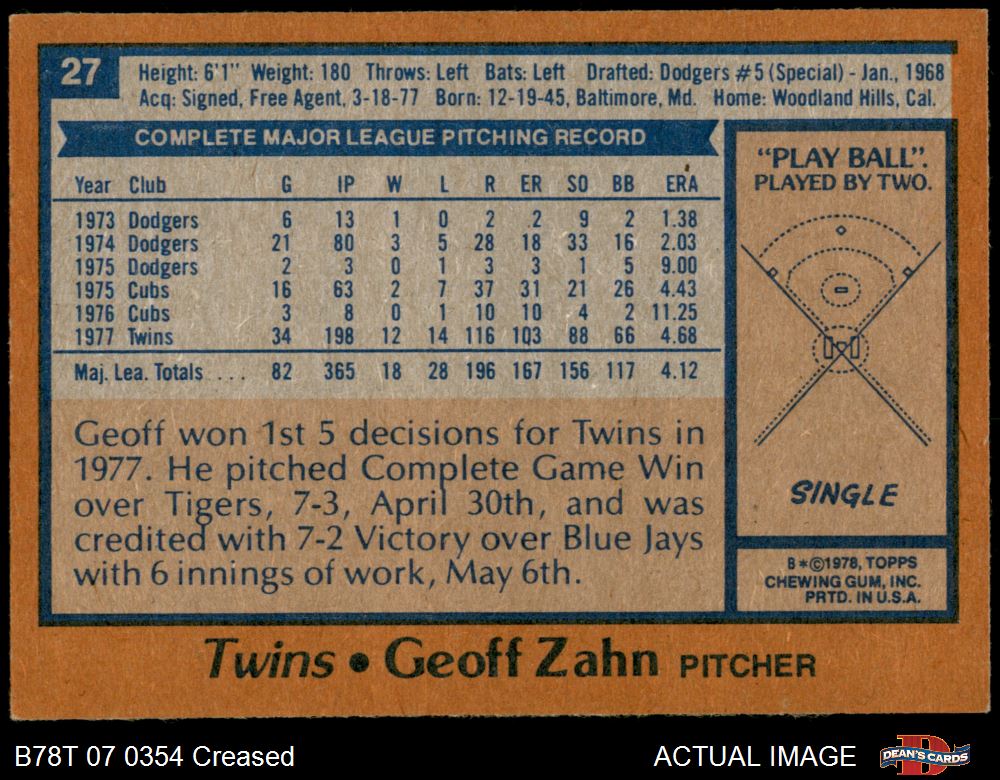 27
Height: 6'1" Weight: 180 Throws: Left Bats: Left Drafted: Dodgers #5 (Special) - Jan., 1968
Acq: Signed, Free Agent, 3-18-77 Born: 12-19-45, Baltimore, Md. Home: Woodland Hills, Cal.
COMPLETE MAJOR LEAGUE PITCHING RECORD
Year Club G IP W L R ER SO BB ERA
1973 Dodgers 6 13 1 0 2 2 9 2 1.38
1974 Dodgers 21 80 3 5 28 18 33 16 2.03
1975 Dodgers 2 3 0 1 3 3 1 5 9.00
1975 Cubs 16 63 2 7 37 31 21 26 4.43
1976 Cubs 3 8 0 1 10 10 4 2 11.25
1977 Twins 34 198 12 14 116 103 88 66 4.68
Maj. Lea. Totals .... 82 365 18 28 196 167 156 117 4.12
Geoff won 1st 5 decisions for Twins in
1977. He pitched Complete Game Win
over Tigers, 7-3, April 30th, and was
credited with 7-2 Victory over Blue Jays
with 6 innings of work, May 6th.
"PLAY BALL".
PLAYED BY TWO.
SINGLE
B*©1978, TOPPS
CHEWING GUM, INC.
PRTD. IN U.S.A.
Twins • Geoff Zahn PITCHER
B78T 07 0354 Creased
ACTUAL IMAGE
DEAN'S CARDS